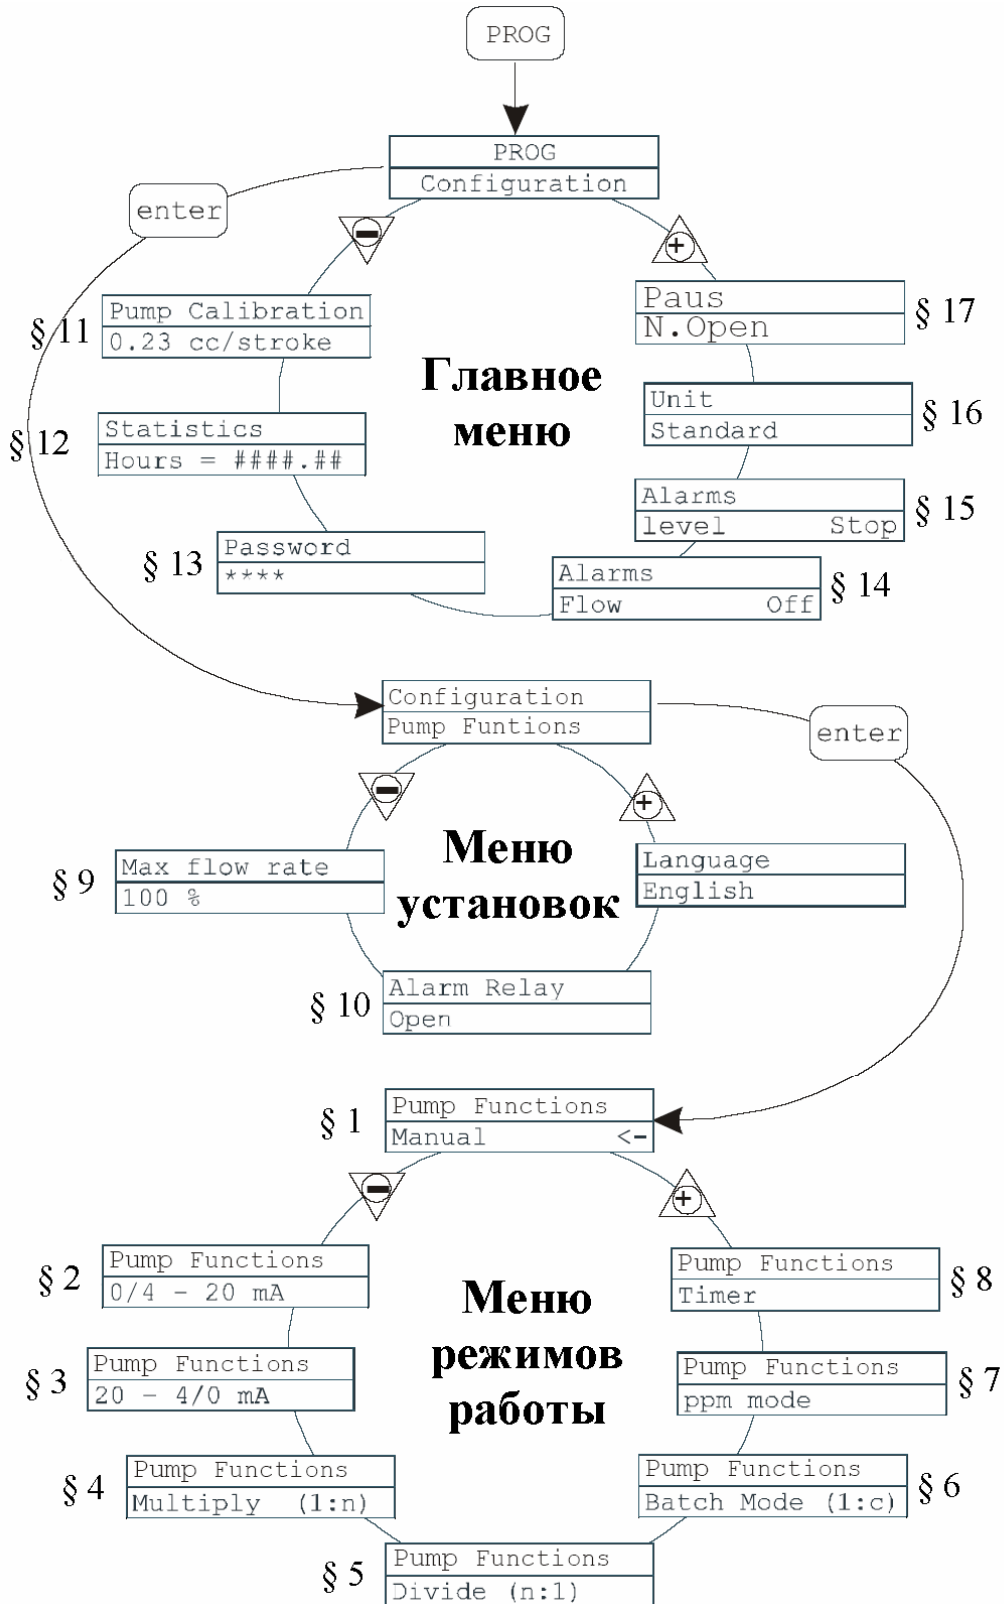 PROG
PROG
Configuration
enter
Pump Calibration
0.23 cc/stroke
§ 11
Paus
N.Open
§ 17
Главное
меню
Unit
Standard
§ 16
Statistics
Hours = ####.##
§ 12
Alarms
level Stop
§ 15
Password
****
§ 13
Alarms
Flow Off
§ 14
Configuration
Pump Funtions
enter
Меню
установок
Max flow rate
100 %
§ 9
Language
English
Alarm Relay
Open
§ 10
§ 1
Pump Functions
Manual <-
§ 2
Pump Functions
0/4 - 20 mA
Pump Functions
Timer
§ 8
Меню
режимов
работы
§ 3
Pump Functions
20 - 4/0 mA
Pump Functions
ppm mode
§ 7
§ 4
Pump Functions
Multiply (1:n)
Pump Functions
Batch Mode (1:c)
§ 6
§ 5
Pump Functions
Divide (n:1)